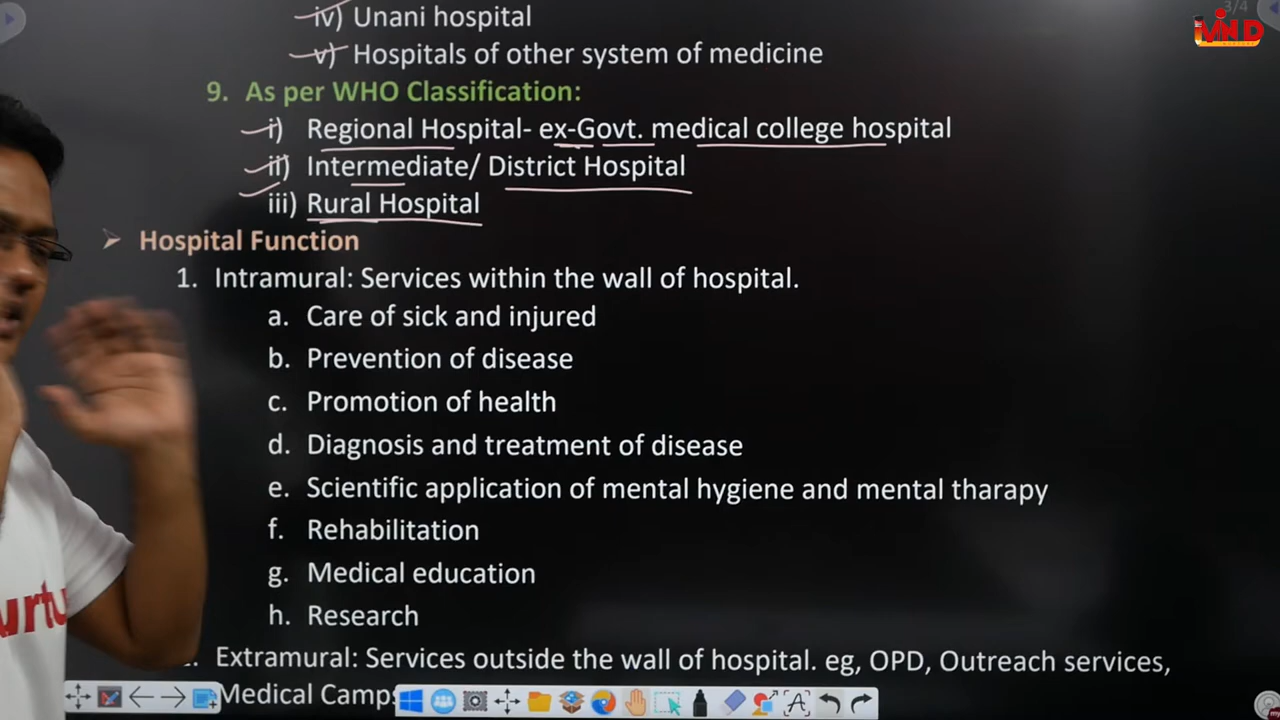 3/4
iv) Unani hospital
v) Hospitals of other system of medicine
9. As per WHO Classification:
i) Regional Hospital- ex-Govt. medical college hospital
ii) Intermediate/ District Hospital
iii) Rural Hospital
Hospital Function
1. Intramural: Services within the wall of hospital.
a. Care of sick and injured
b. Prevention of disease
c. Promotion of health
d. Diagnosis and treatment of disease
e. Scientific application of mental hygiene and mental tharapy
f. Rehabilitation
g. Medical education
h. Research
Extramural: Services outside the wall of hospital. eg, OPD, Outreach services,
Medical Camp